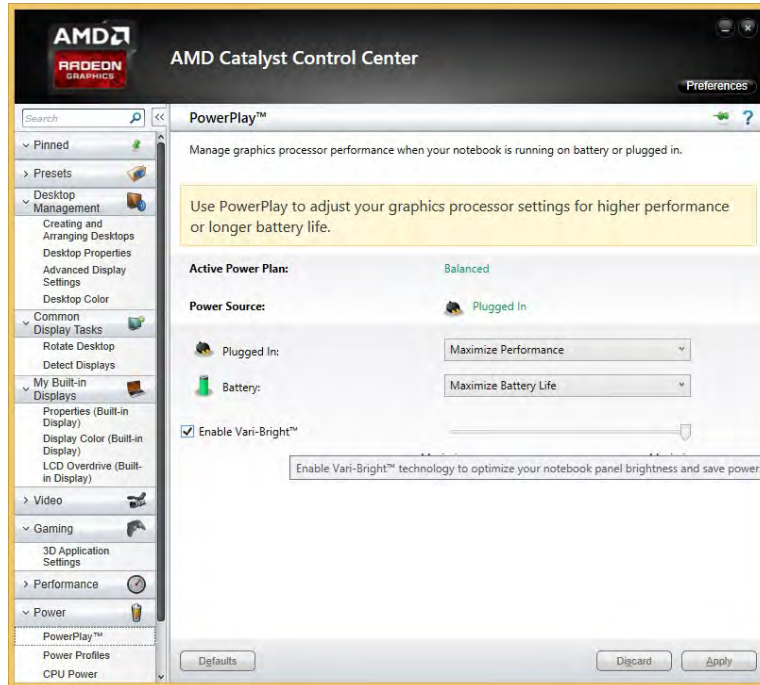 AMD
RADEON
GRAPHICS
AMD Catalyst Control Center
Preferences
Search
<<
PowerPlay™
?
Pinned
Manage graphics processor performance when your notebook is running on battery or plugged in.
Presets
Desktop
Management
Creating and
Arranging Desktops
Desktop Properties
Advanced Display
Settings
Desktop Color
Common
Display Tasks
Rotate Desktop
Detect Displays
My Built-in
Displays
Properties (Built-in
Display)
Display Color (Built-in
Display)
LCD Overdrive (Built-
in Display)
Video
Gaming
3D Application
Settings
Performance
Power
PowerPlay™
Power Profiles
CPU Power
Use PowerPlay to adjust your graphics processor settings for higher performance
or longer battery life.
Active Power Plan: Balanced
Power Source: Plugged In
Plugged In: Maximize Performance
Battery: Maximize Battery Life
Enable Vari-Bright™
Enable Vari-Bright™ technology to optimize your notebook panel brightness and save power
Defaults
Discard
Apply